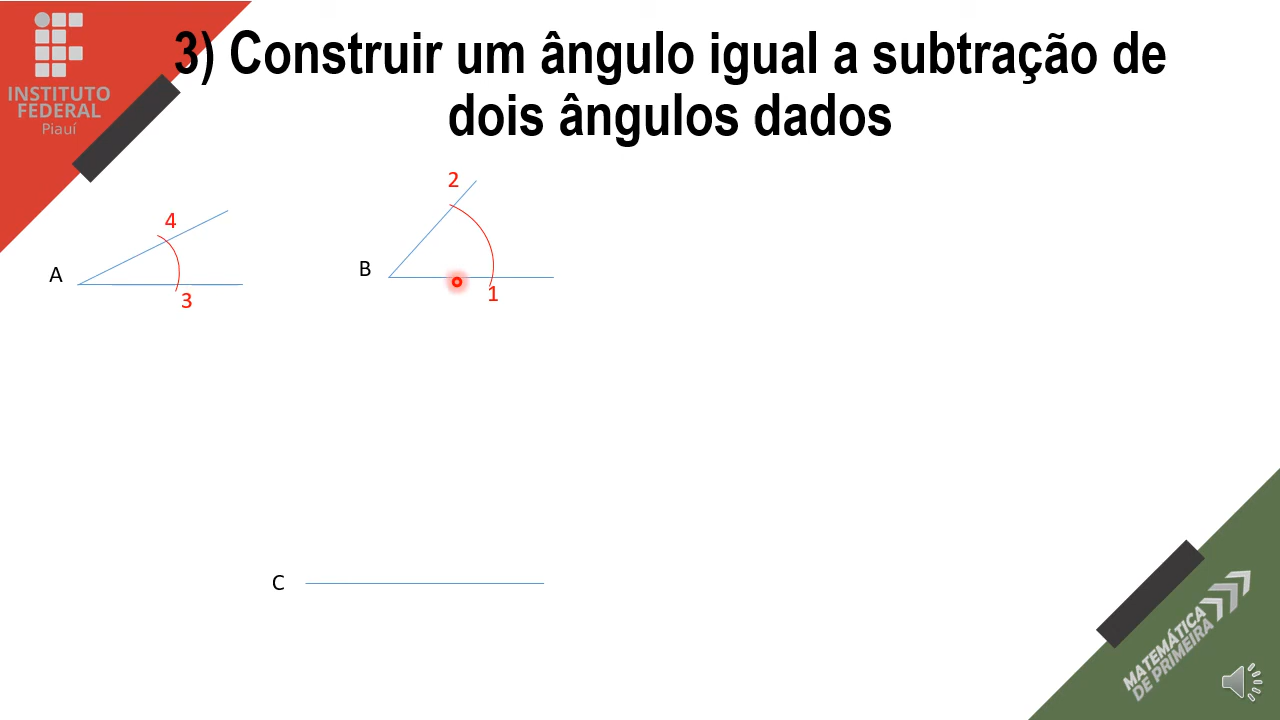 3) Construir um ângulo igual a subtração de
dois ângulos dados
INSTITUTO
FEDERAL
Piauí
2
4
A
B
3
1
C
MATEMÁTICA
DE PRIMEIRA